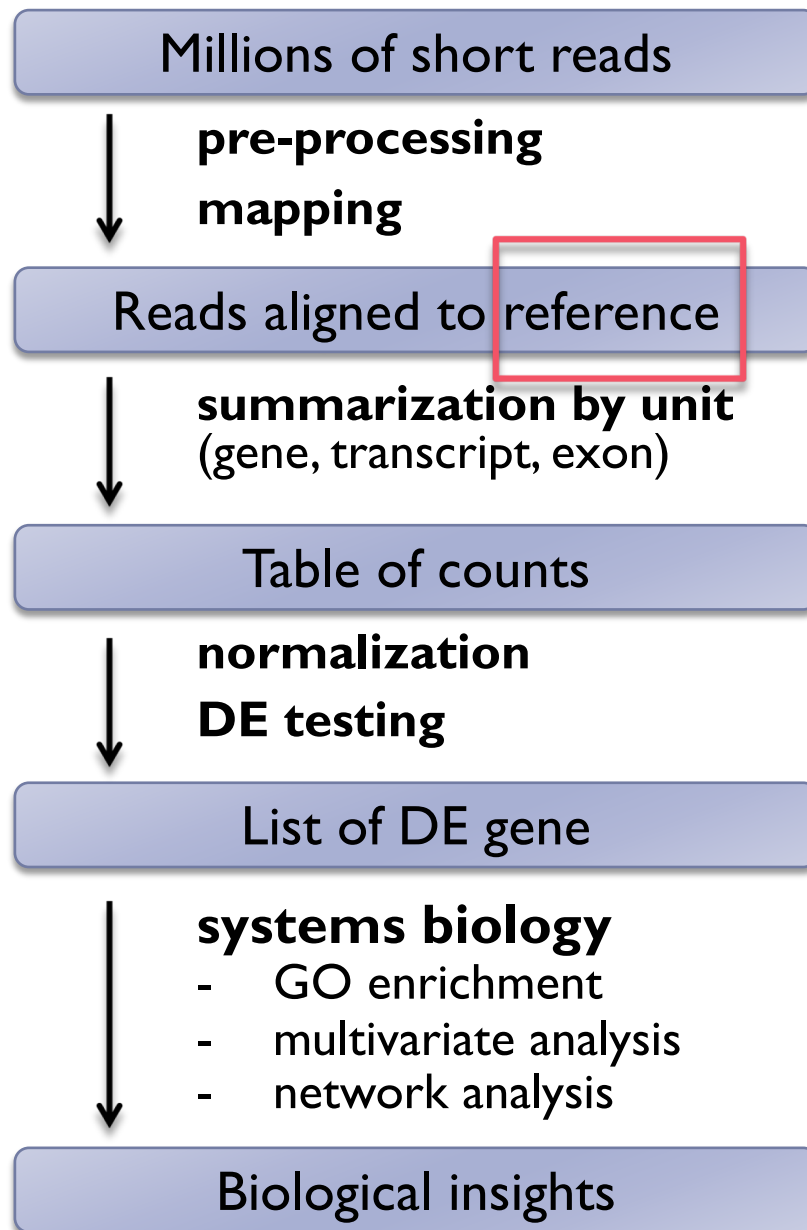 Millions of short reads
pre-processing
mapping
Reads aligned to reference
summarization by unit
(gene, transcript, exon)
Table of counts
normalization
DE testing
List of DE gene
systems biology
- GO enrichment
- multivariate analysis
- network analysis
Biological insights